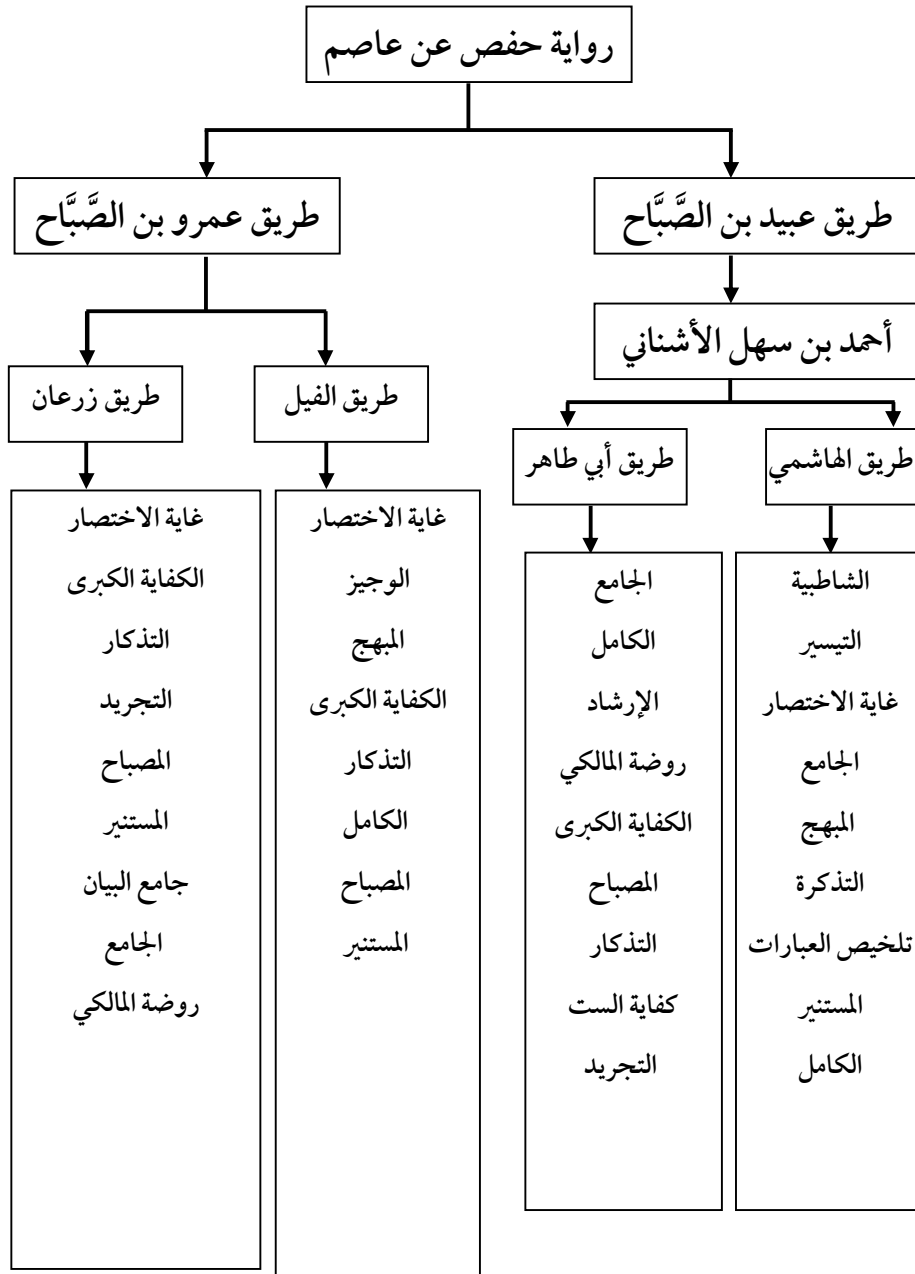 رواية حفص عن عاصم
طريق عبيد بن الصَّبَّاح
طريق عمرو بن الصَّبَّاح
أحمد بن سهل الأشناني
طريق الهاشمي
طريق أبي طاهر
طريق الفيل
طريق زرعان
الشاطبية
التيسير
غاية الاختصار
الجامع
المبهج
التذكرة
تلخيص العبارات
المستنير
الكامل
الجامع
الكامل
الإرشاد
روضة المالكي
الكفاية الكبرى
المصباح
التذكار
كفاية الست
التجريد
غاية الاختصار
الوجيز
المبهج
الكفاية الكبرى
التذكار
الكامل
المصباح
المستنير
غاية الاختصار
الكفاية الكبرى
التذكار
التجريد
المصباح
المستنير
جامع البيان
الجامع
روضة المالكي